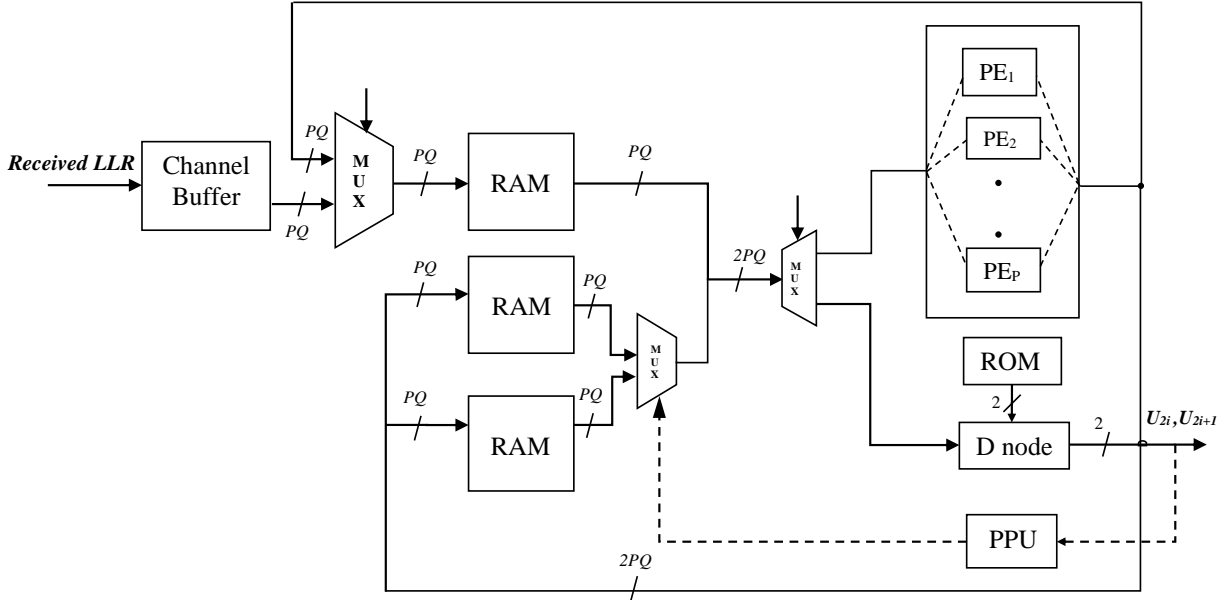 Received LLR
Channel
Buffer
PQ
PQ
MUX
PQ
RAM
PQ
PQ
RAM
PQ
PQ
RAM
PQ
MUX
2PQ
MUX
PE1
PE2
PEP
ROM
2
D node
2
U2i,U2i+1
PPU
2PQ